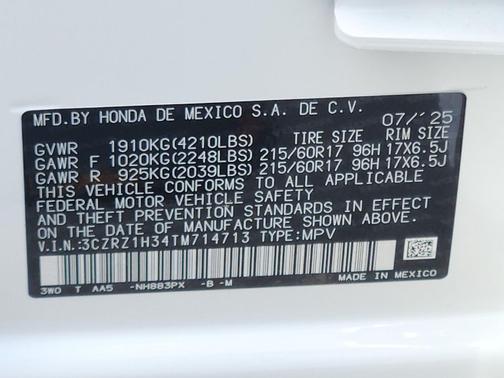 MFD.BY HONDA DE MEXICO S.A. DE C.V. 07/'25
TIRE SIZE RIM SIZE
GVWR 1910KG(4210LBS)
GAWR F 1020KG(2248LBS) 215/60R17 96H 17X6.5J
GAWR R 925KG(2039LBS) 215/60R17 96H 17X6.5J
THIS VEHICLE CONFORMS TO ALL APPLICABLE
FEDERAL MOTOR VEHICLE SAFETY, BUMPER,
AND THEFT PREVENTION STANDARDS IN EFFECT
ON THE DATE OF MANUFACTURE SHOWN ABOVE.
V.I.N.:3CZRZ1H34TM714713 TYPE:MPV
3W0 T AA5 -NH883PX -B -M MADE IN MEXICO